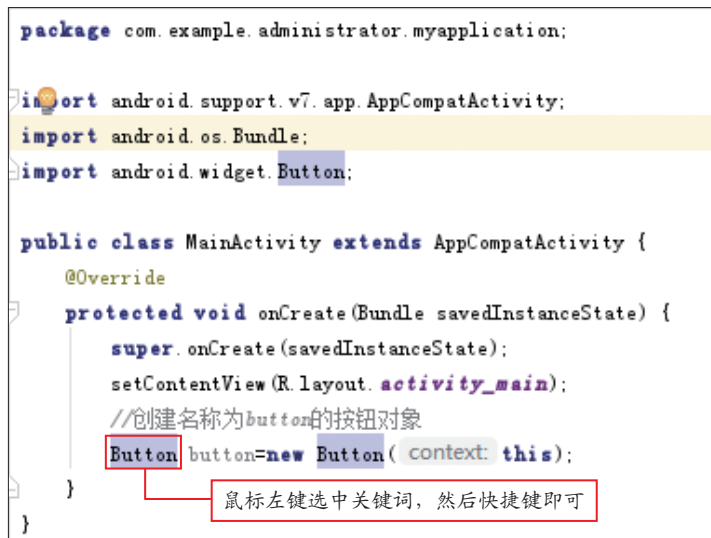 package com.example.administrator.myapplication;
import android.support.v7.app.AppCompatActivity;
import android.os.Bundle;
import android.widget.Button;
public class MainActivity extends AppCompatActivity {
@Override
protected void onCreate(Bundle savedInstanceState) {
super.onCreate(savedInstanceState);
setContentView(R.layout.activity_main);
//创建名称为button的按钮对象
Button button=new Button( context: this);
}
鼠标左键选中关键词，然后快捷键即可
}